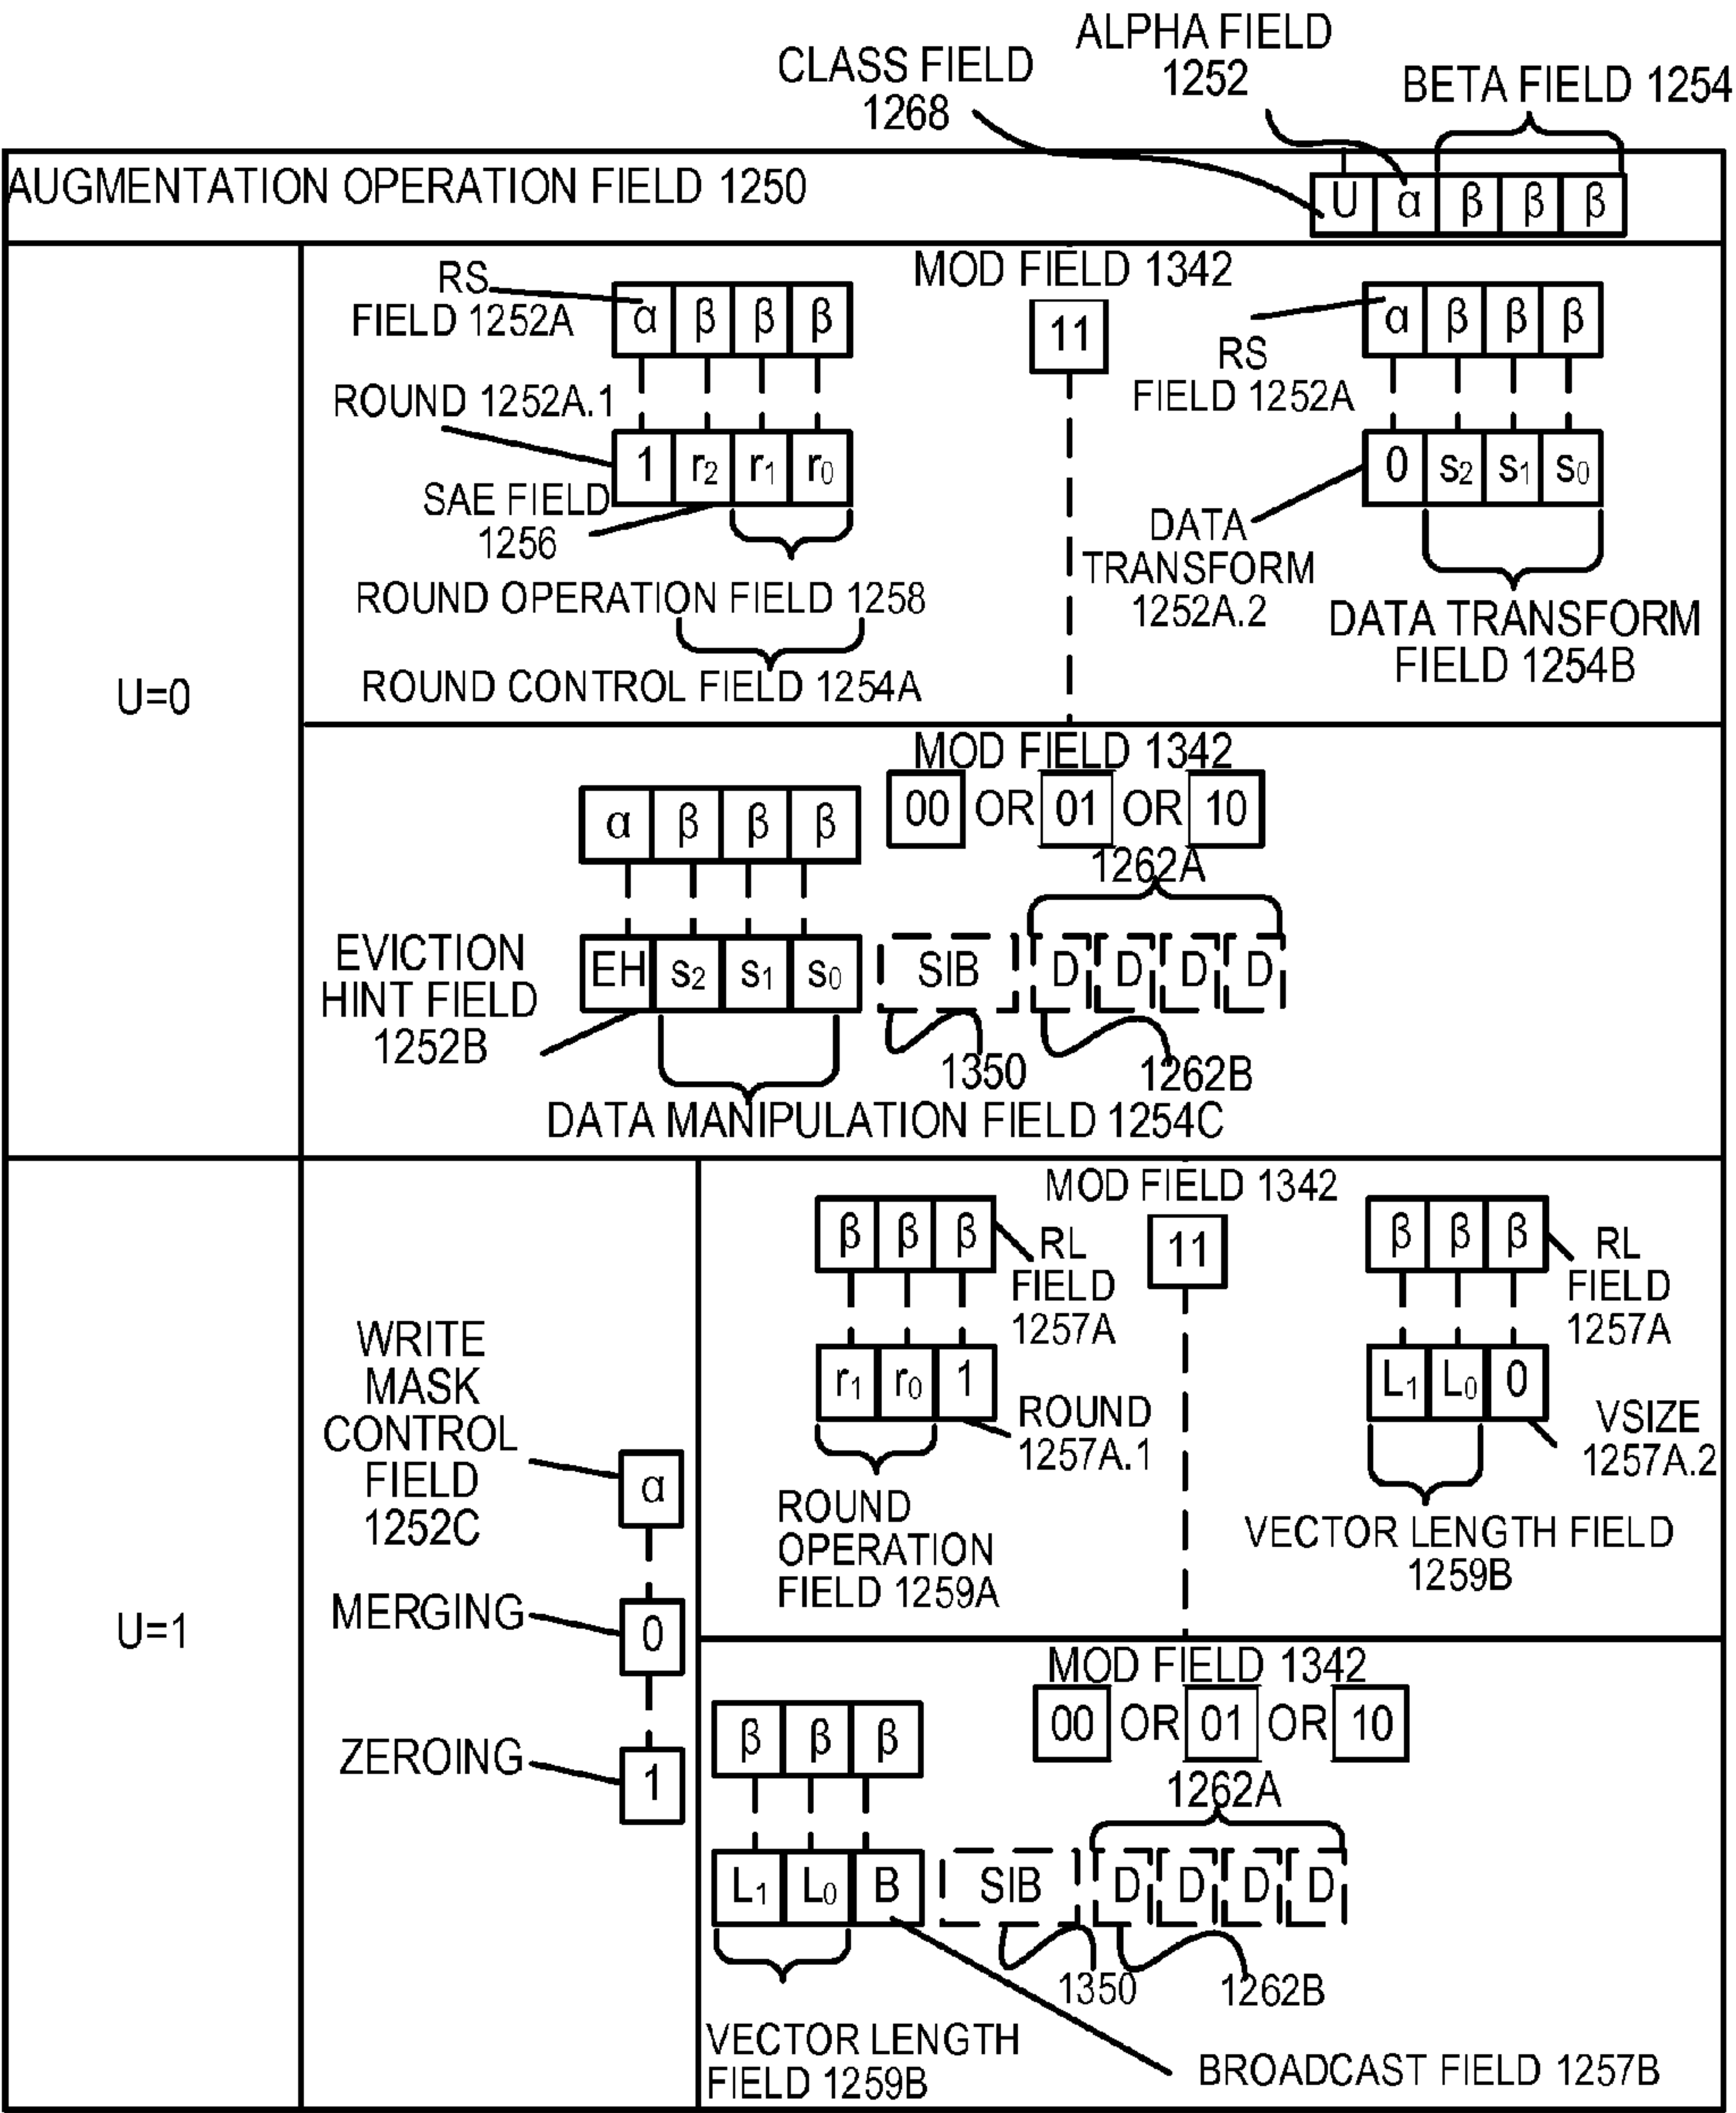 CLASS FIELD
1268
ALPHA FIELD
1252
BETA FIELD 1254
AUGMENTATION OPERATION FIELD 1250
U α β β β
U=0
MOD FIELD 1342
11
RS
FIELD 1252A
α β β β
ROUND 1252A.1
1 r2 r1 r0
SAE FIELD
1256
ROUND OPERATION FIELD 1258
ROUND CONTROL FIELD 1254A
α β β β
RS
FIELD 1252A
0 s2 s1 s0
DATA
TRANSFORM
1252A.2
DATA TRANSFORM
FIELD 1254B
MOD FIELD 1342
00 OR 01 OR 10
α β β β
1262A
EVICTION
HINT FIELD
1252B
EH s2 s1 s0 SIB D D D D
1350
1262B
DATA MANIPULATION FIELD 1254C
U=1
WRITE
MASK
CONTROL
FIELD
1252C
α
MERGING
0
ZEROING
1
MOD FIELD 1342
11
β β β
RL
FIELD
1257A
r1 r0 1
ROUND
1257A.1
ROUND
OPERATION
FIELD 1259A
β β β
RL
FIELD
1257A
L1 L0 0
VSIZE
1257A.2
VECTOR LENGTH FIELD
1259B
MOD FIELD 1342
00 OR 01 OR 10
β β β
1262A
L1 L0 B SIB D D D D
1350
1262B
VECTOR LENGTH
FIELD 1259B
BROADCAST FIELD 1257B